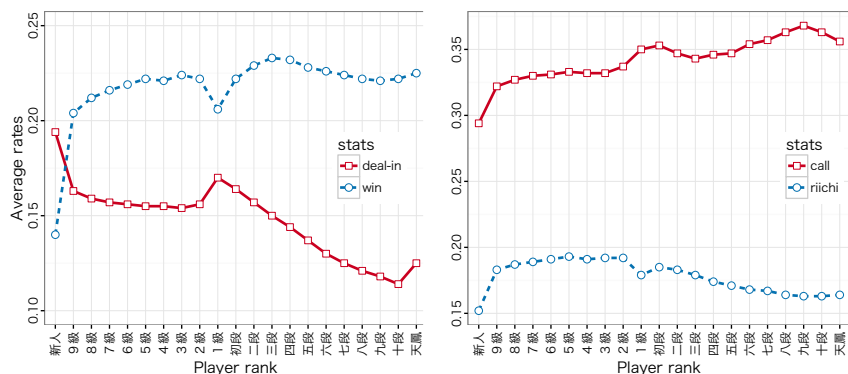 0.25
0.20
0.15
0.10
Average rates
stats
deal-in
win
新人
9級
8級
7級
6級
5級
4級
3級
2級
1級
初段
二段
三段
四段
五段
六段
七段
八段
九段
十段
天鳳
Player rank
0.35
0.30
0.25
0.20
0.15
stats
call
riichi
新人
9級
8級
7級
6級
5級
4級
3級
2級
1級
初段
二段
三段
四段
五段
六段
七段
八段
九段
十段
天鳳
Player rank